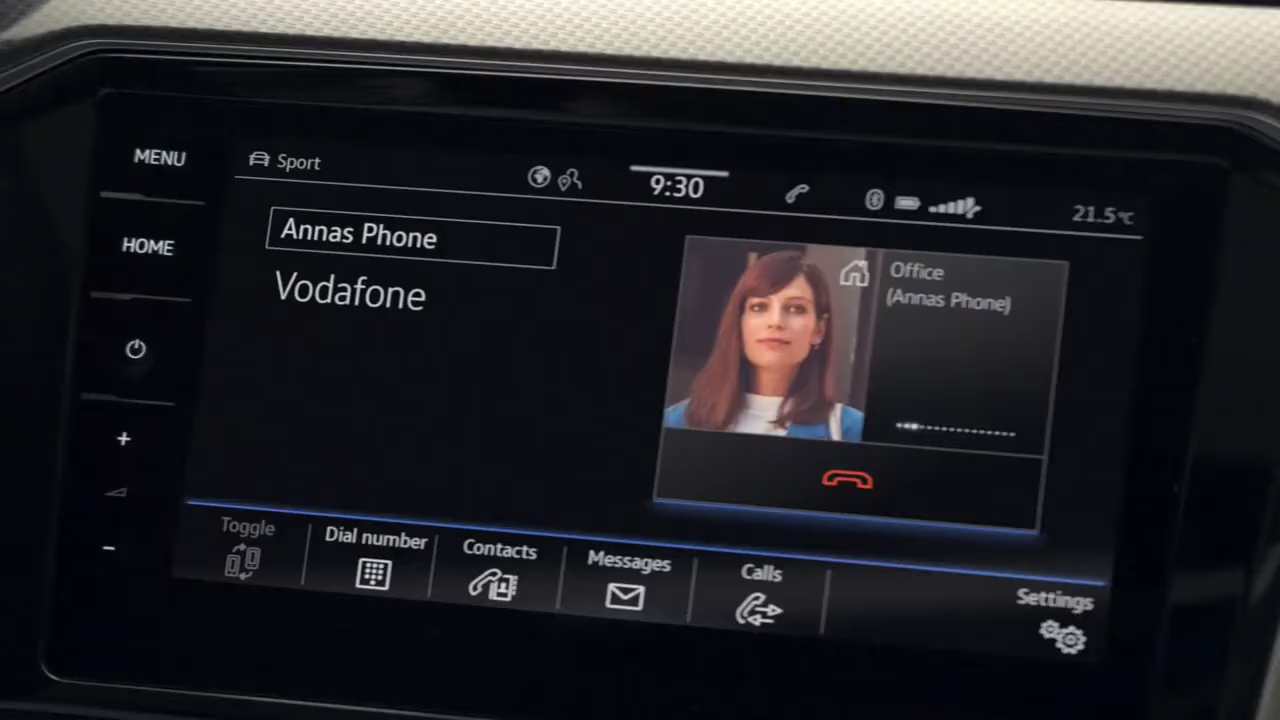 MENU
Sport
9:30
21.5°C
HOME
Annas Phone
Vodafone
Office
(Annas Phone)
+
-
Toggle
Dial number
Contacts
Messages
Calls
Settings